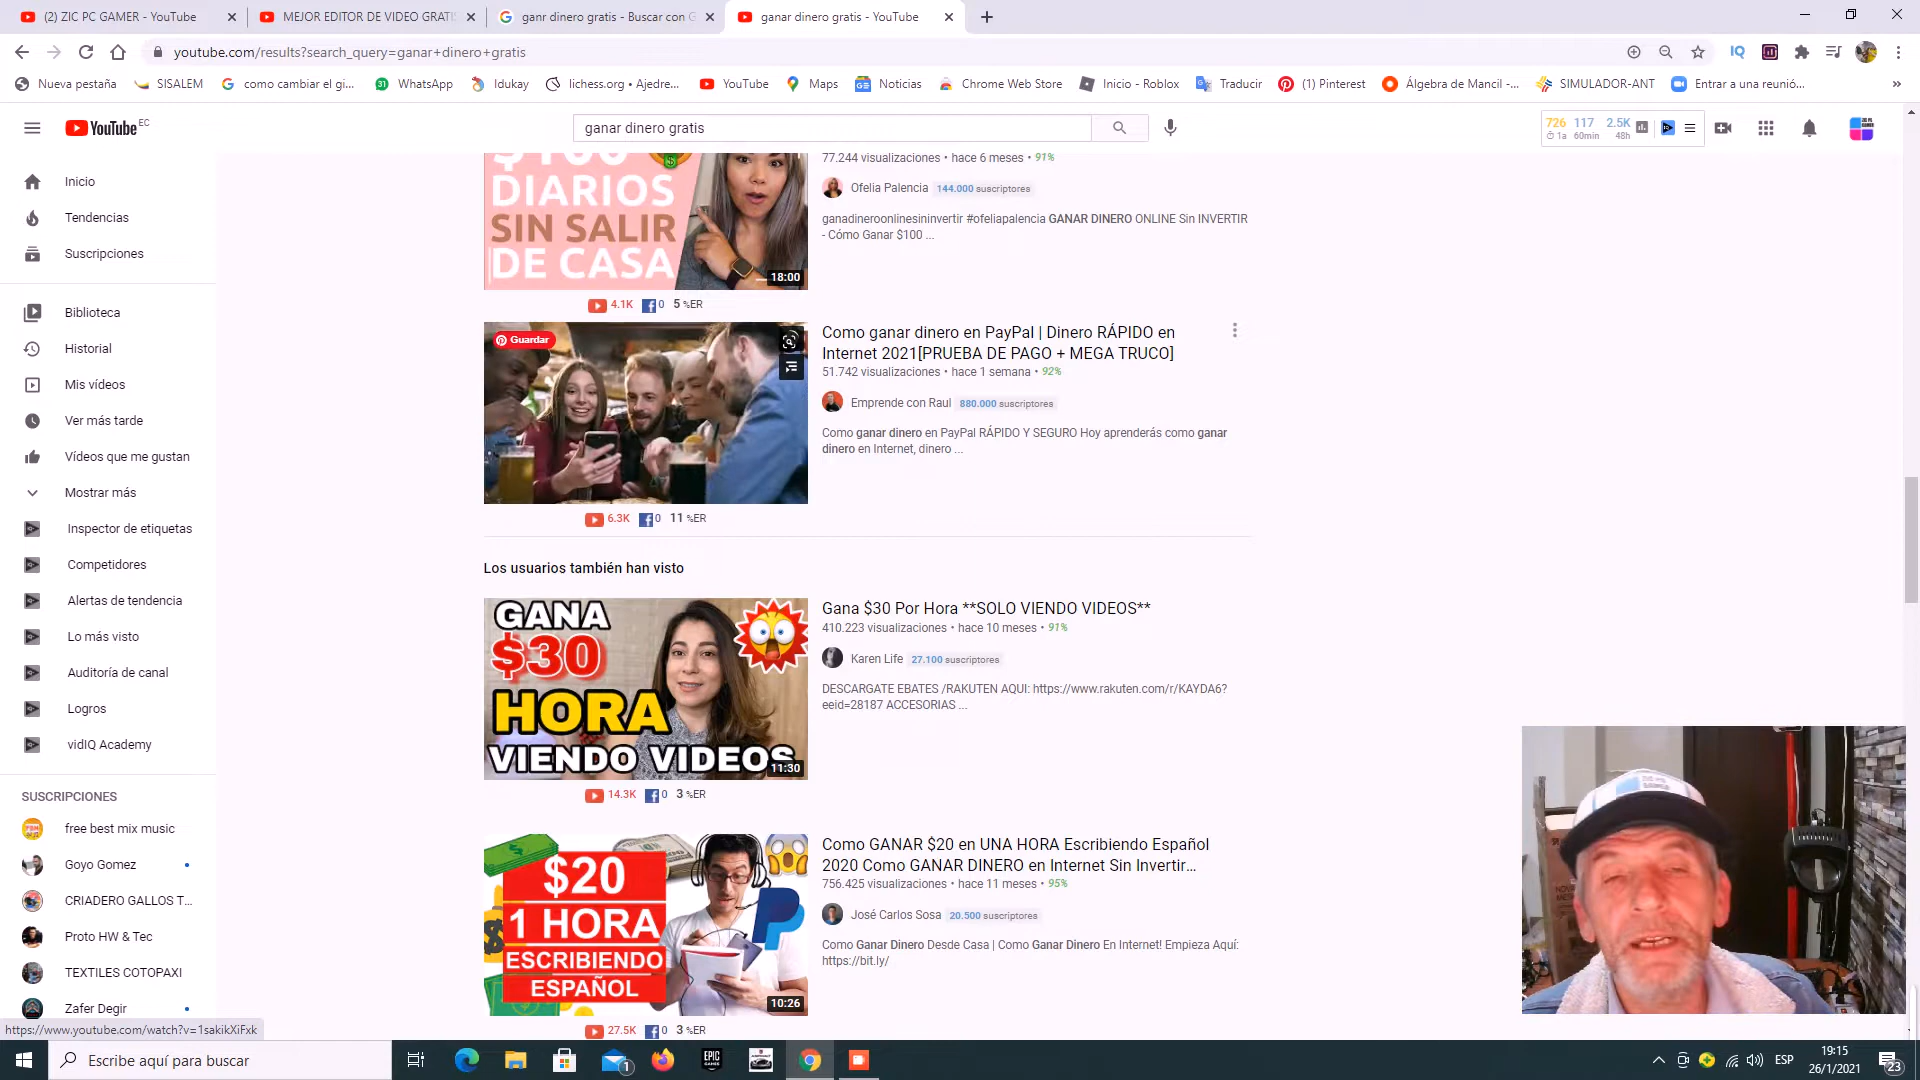 (2) ZIC PC GAMER - YouTube
MEJOR EDITOR DE VIDEO GRATIS
ganr dinero gratis - Buscar con G
ganar dinero gratis - YouTube
youtube.com/results?search_query=ganar+dinero+gratis
Nueva pestaña
SISALEM
como cambiar el gi...
WhatsApp
Idukay
lichess.org • Ajedre...
YouTube
Maps
Noticias
Chrome Web Store
Inicio - Roblox
Traducir
(1) Pinterest
Álgebra de Mancil -...
SIMULADOR-ANT
Entrar a una reunió...
YouTube EC
ganar dinero gratis
726 117 2.5K
1a 60min 48h
Inicio
Tendencias
Suscripciones
Biblioteca
Historial
Mis vídeos
Ver más tarde
Vídeos que me gustan
Mostrar más
Inspector de etiquetas
Competidores
Alertas de tendencia
Lo más visto
Auditoría de canal
Logros
vidIQ Academy
SUSCRIPCIONES
free best mix music
Goyo Gomez
CRIADERO GALLOS T...
Proto HW & Tec
TEXTILES COTOPAXI
Zafer Degir
https://www.youtube.com/watch?v=1sakikXiFxk
$100
DIARIOS
SIN SALIR
DE CASA
18:00
77.244 visualizaciones • hace 6 meses • 91%
Ofelia Palencia 144.000 suscriptores
ganadineroonlinesininvertir #ofeliapalencia GANAR DINERO ONLINE Sin INVERTIR
- Cómo Ganar $100 ...
4.1K 0 5 %ER
Guardar
Como ganar dinero en PayPal | Dinero RÁPIDO en
Internet 2021[PRUEBA DE PAGO + MEGA TRUCO]
51.742 visualizaciones • hace 1 semana • 92%
Emprende con Raul 880.000 suscriptores
Como ganar dinero en PayPal RÁPIDO Y SEGURO Hoy aprenderás como ganar
dinero en Internet, dinero ...
6.3K 0 11 %ER
Los usuarios también han visto
GANA
$30
HORA
VIENDO VIDEOS
11:30
Gana $30 Por Hora **SOLO VIENDO VIDEOS**
410.223 visualizaciones • hace 10 meses • 91%
Karen Life 27.100 suscriptores
DESCARGATE EBATES /RAKUTEN AQUI: https://www.rakuten.com/r/KAYDA6?
eeid=28187 ACCESORIAS ...
14.3K 0 3 %ER
$20
1 HORA
ESCRIBIENDO
ESPAÑOL
10:26
Como GANAR $20 en UNA HORA Escribiendo Español
2020 Como GANAR DINERO en Internet Sin Invertir...
756.425 visualizaciones • hace 11 meses • 95%
José Carlos Sosa 20.500 suscriptores
Como Ganar Dinero Desde Casa | Como Ganar Dinero En Internet! Empieza Aquí:
https://bit.ly/
27.5K 0 3 %ER
Escribe aquí para buscar
EPIC
GAMES
1
ESP
19:15
26/1/2021
23